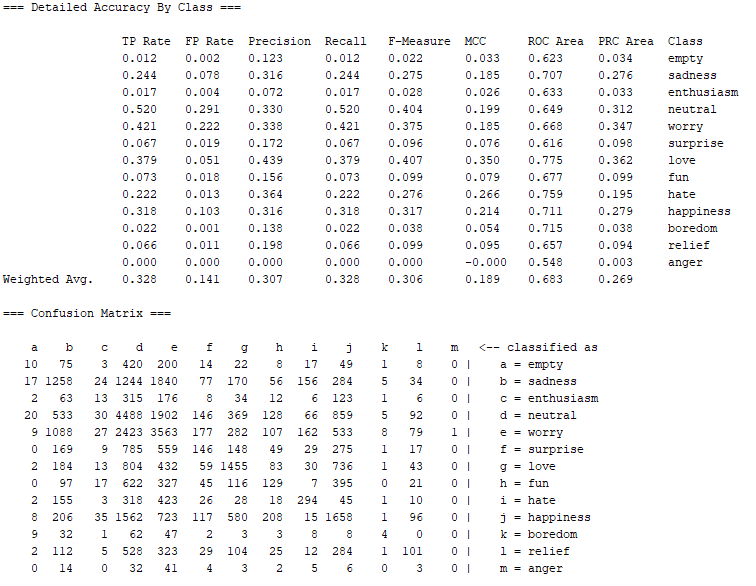 === Detailed Accuracy By Class ===
TP Rate FP Rate Precision Recall F-Measure MCC ROC Area PRC Area Class
0.012 0.002 0.123 0.012 0.022 0.033 0.623 0.034 empty
0.244 0.078 0.316 0.244 0.275 0.185 0.707 0.276 sadness
0.017 0.004 0.072 0.017 0.028 0.026 0.633 0.033 enthusiasm
0.520 0.291 0.330 0.520 0.404 0.199 0.649 0.312 neutral
0.421 0.222 0.338 0.421 0.375 0.185 0.668 0.347 worry
0.067 0.019 0.172 0.067 0.096 0.076 0.616 0.098 surprise
0.379 0.051 0.439 0.379 0.407 0.350 0.775 0.362 love
0.073 0.018 0.156 0.073 0.099 0.079 0.677 0.099 fun
0.222 0.013 0.364 0.222 0.276 0.266 0.759 0.195 hate
0.318 0.103 0.316 0.318 0.317 0.214 0.711 0.279 happiness
0.022 0.001 0.138 0.022 0.038 0.054 0.715 0.038 boredom
0.066 0.011 0.198 0.066 0.099 0.095 0.657 0.094 relief
0.000 0.000 0.000 0.000 0.000 -0.000 0.548 0.003 anger
Weighted Avg. 0.328 0.141 0.307 0.328 0.306 0.189 0.683 0.269
=== Confusion Matrix ===
a b c d e f g h i j k l m <-- classified as
10 75 3 420 200 14 22 8 17 49 1 8 0 | a = empty
17 1258 24 1244 1840 77 170 56 156 284 5 34 0 | b = sadness
2 63 13 315 176 8 34 12 6 123 1 6 0 | c = enthusiasm
20 533 30 4488 1902 146 369 128 66 859 5 92 0 | d = neutral
9 1088 27 2423 3563 177 282 107 162 533 8 79 1 | e = worry
0 169 9 785 559 146 148 49 29 275 1 17 0 | f = surprise
2 184 13 804 432 59 1455 83 30 736 1 43 0 | g = love
0 97 17 622 327 45 116 129 7 395 0 21 0 | h = fun
2 155 3 318 423 26 28 18 294 45 1 10 0 | i = hate
8 206 35 1562 723 117 580 208 15 1658 1 96 0 | j = happiness
9 32 1 62 47 2 3 3 8 8 4 0 0 | k = boredom
2 112 5 528 323 29 104 25 12 284 1 101 0 | l = relief
0 14 0 32 41 4 3 2 5 6 0 3 0 | m = anger